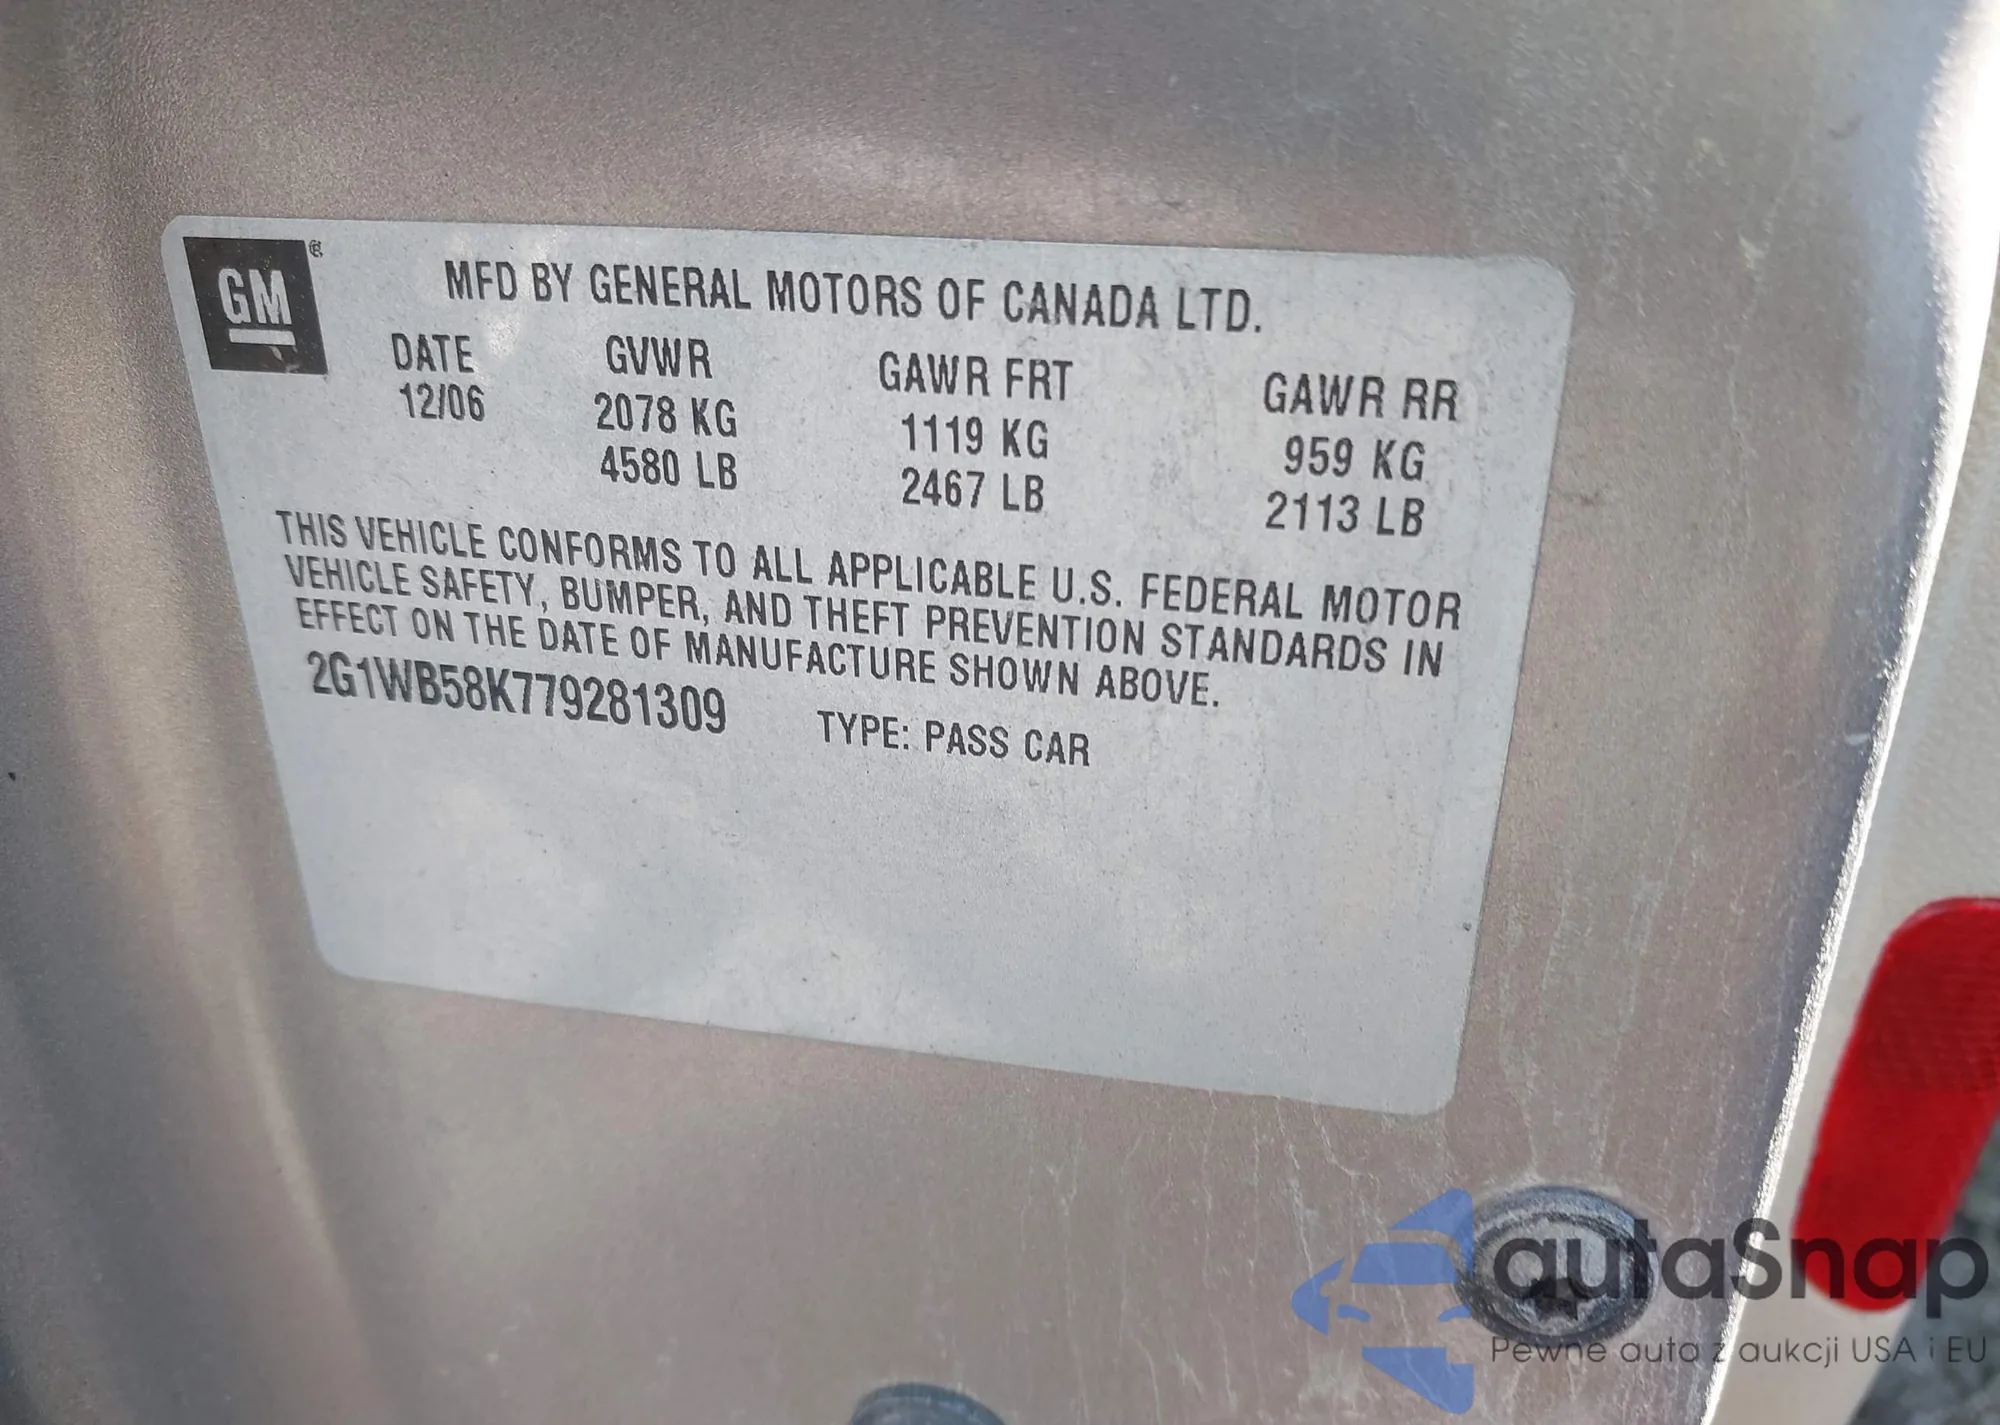 GM
MFD BY GENERAL MOTORS OF CANADA LTD.
DATE GVWR GAWR FRT GAWR RR
12/06 2078 KG 1119 KG 959 KG
4580 LB 2467 LB 2113 LB
THIS VEHICLE CONFORMS TO ALL APPLICABLE U.S. FEDERAL MOTOR
VEHICLE SAFETY, BUMPER, AND THEFT PREVENTION STANDARDS IN
EFFECT ON THE DATE OF MANUFACTURE SHOWN ABOVE.
2G1WB58K779281309 TYPE: PASS CAR
autaSnap
Pewne auta z aukcji USA i EU